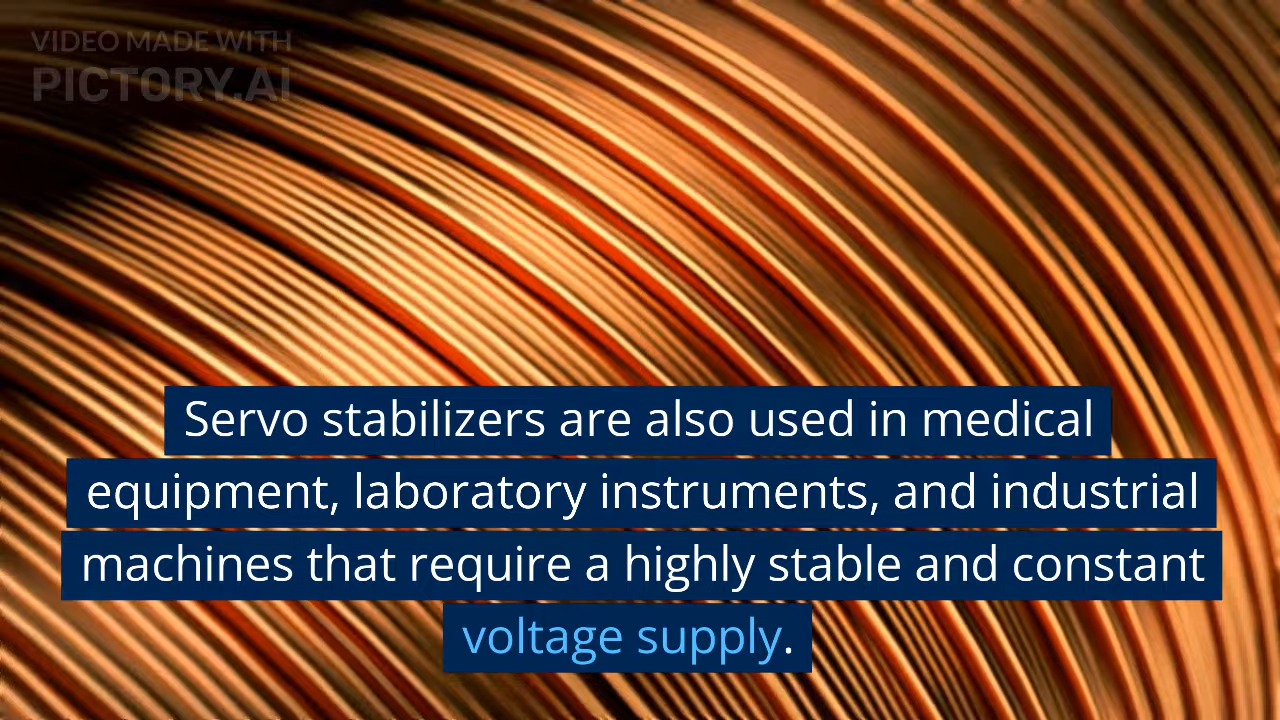 VIDEO MADE WITH
PICTORY.AI
Servo stabilizers are also used in medical
equipment, laboratory instruments, and industrial
machines that require a highly stable and constant
voltage supply.